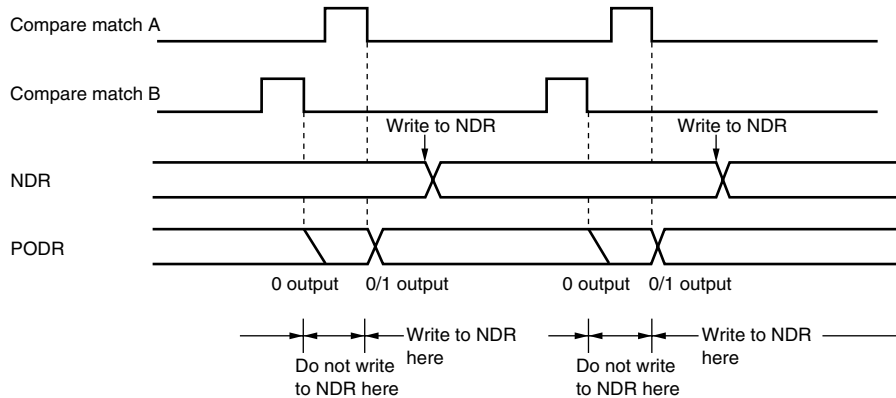 Compare match A
Compare match B
Write to NDR
Write to NDR
NDR
PODR
0 output
0/1 output
0 output
0/1 output
Write to NDR
here
Do not write
to NDR here
Write to NDR
here
Do not write
to NDR here